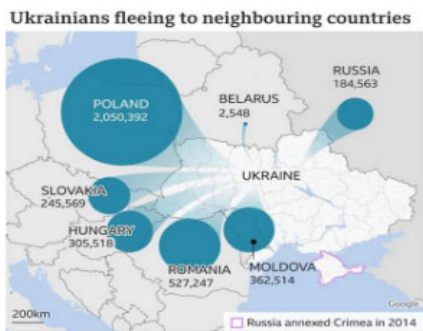 Ukrainians fleeing to neighbouring countries
RUSSIA
184,563
POLAND
2,050,392
BELARUS
2,548
UKRAINE
SLOVAKIA
245,569
HUNGARY
305,518
ROMANIA
527,247
MOLDOVA
362,514
200km
Google
Russia annexed Crimea in 2014